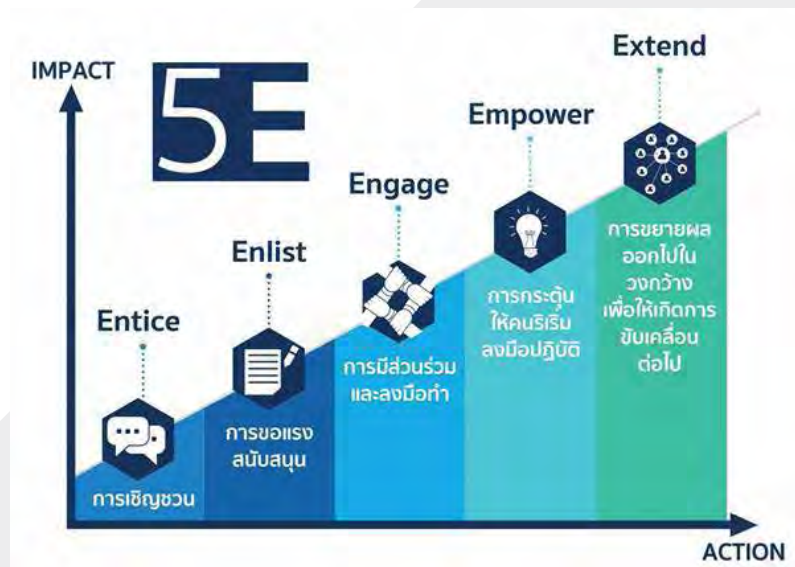 IMPACT
5E
Entice
การเชิญชวน
Enlist
การขอแรง
สนับสนุน
Engage
การมีส่วนร่วม
และลงมือทำ
Empower
การกระตุ้น
ให้คนริเริ่ม
ลงมือปฏิบัติ
Extend
การขยายผล
ออกไปใน
วงกว้าง
เพื่อให้เกิดการ
ขับเคลื่อน
ต่อไป
ACTION